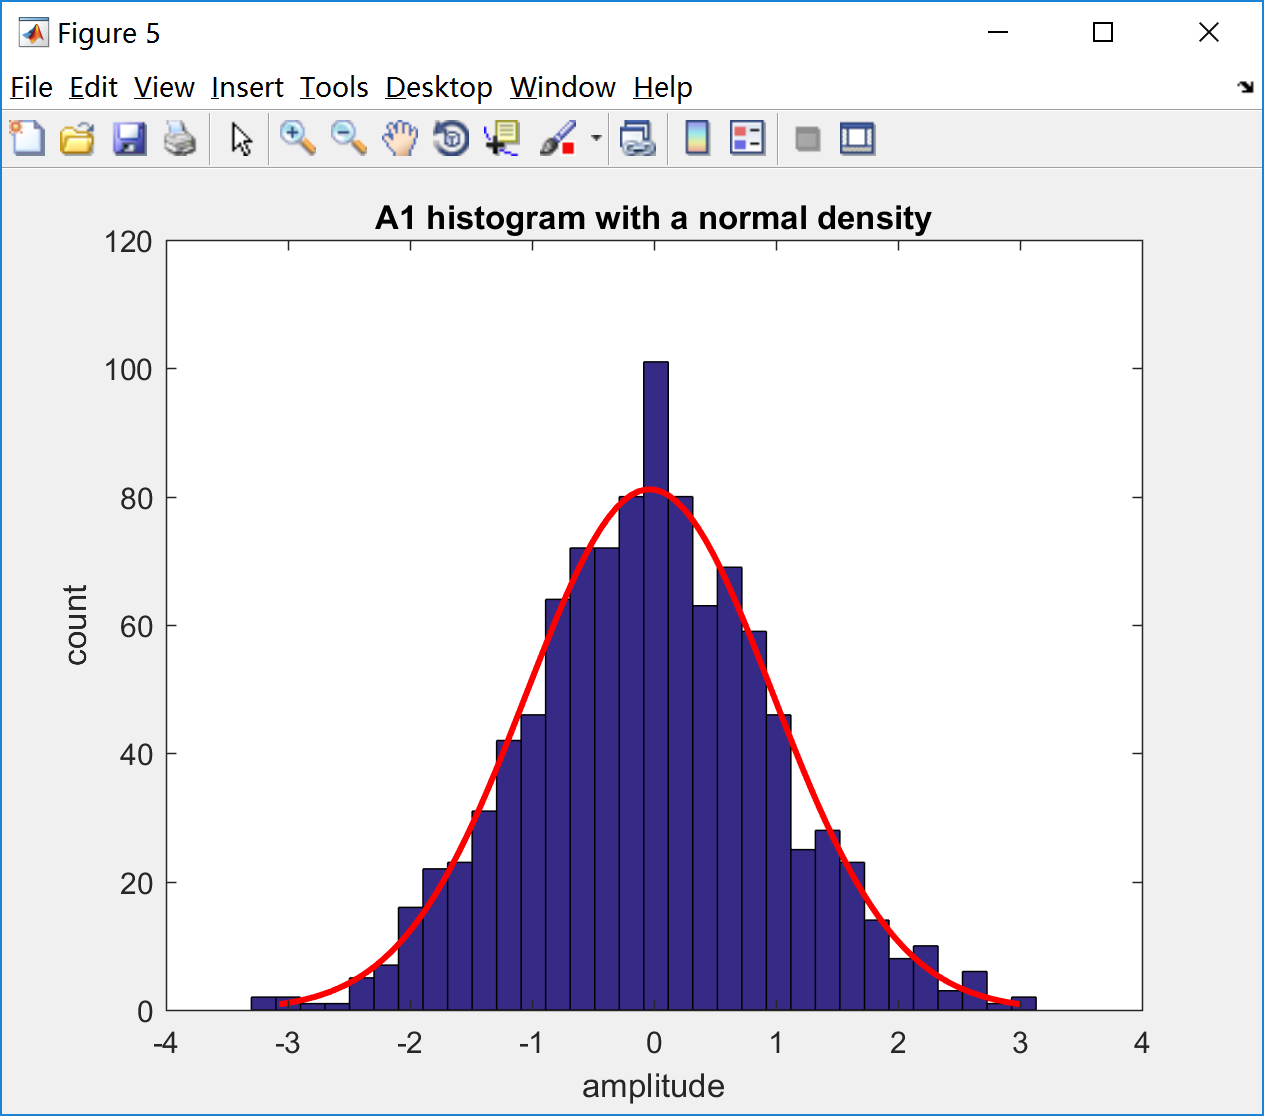 Figure 5
File Edit View Insert Tools Desktop Window Help
A1 histogram with a normal density
120
100
80
60
40
20
0
count
-4 -3 -2 -1 0 1 2 3 4
amplitude